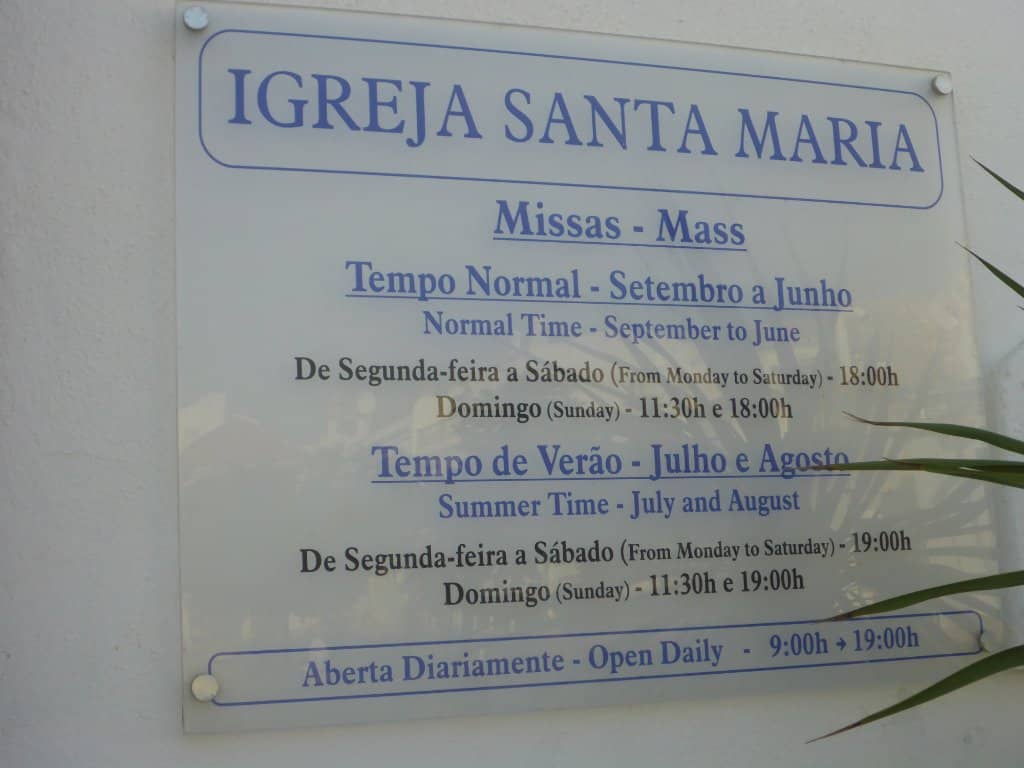 IGREJA SANTA MARIA
Missas - Mass
Tempo Normal - Setembro a Junho
Normal Time - September to June
De Segunda-feira a Sábado (From Monday to Saturday) - 18:00h
Domingo (Sunday) - 11:30h e 18:00h
Tempo de Verão - Julho e Agosto
Summer Time - July and August
De Segunda-feira a Sábado (From Monday to Saturday) - 19:00h
Domingo (Sunday) - 11:30h e 19:00h
Aberta Diariamente - Open Daily - 9:00h → 19:00h